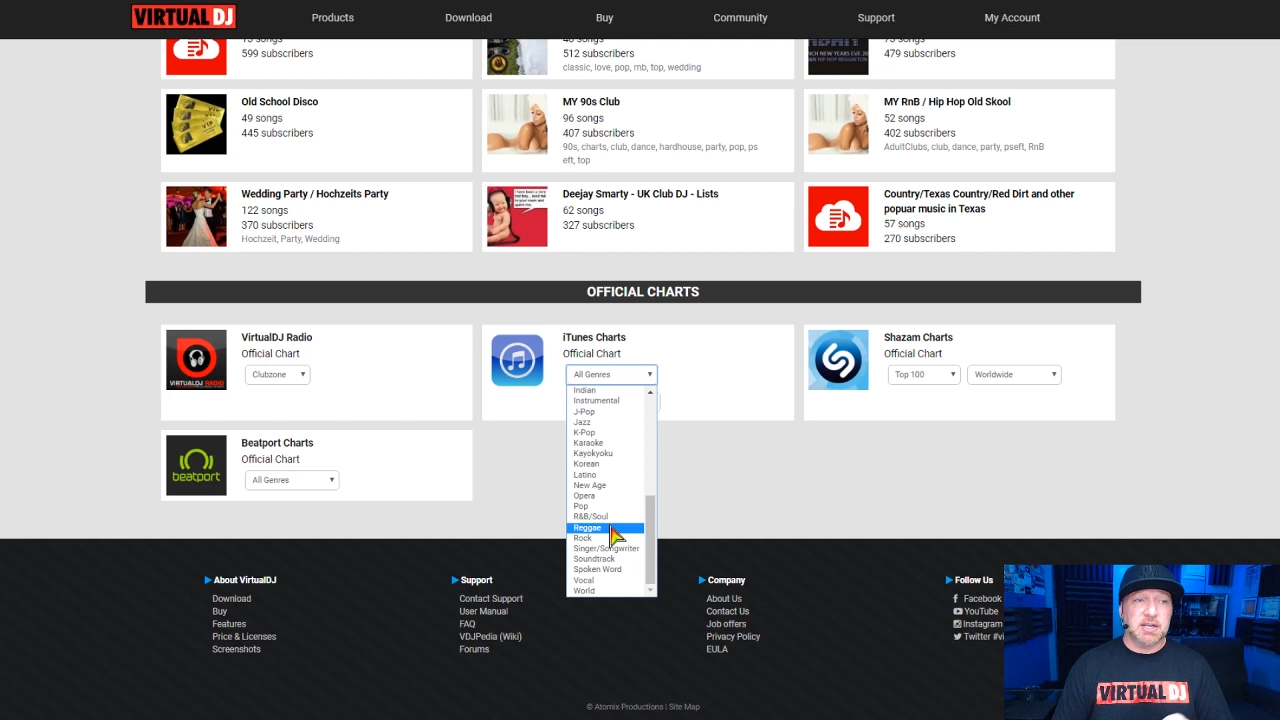 VIRTUAL DJ
Products
Download
Buy
Community
Support
My Account
599 subscribers
512 subscribers
classic, love, pop, rnb, top, wedding
479 subscribers
Old School Disco
49 songs
445 subscribers
MY 90s Club
96 songs
407 subscribers
90s, charts, club, dance, hardhouse, party, pop, ps
eft, top
MY RnB / Hip Hop Old Skool
52 songs
402 subscribers
AdultClubs, club, dance, party, pseft, RnB
Wedding Party / Hochzeits Party
122 songs
370 subscribers
Hochzeit, Party, Wedding
Deejay Smarty - UK Club DJ - Lists
62 songs
327 subscribers
Country/Texas Country/Red Dirt and other
popuar music in Texas
57 songs
270 subscribers
OFFICIAL CHARTS
VirtualDJ Radio
Official Chart
Clubzone
VIRTUALDJ RADIO
iTunes Charts
Official Chart
All Genres
Indian
Instrumental
J-Pop
Jazz
K-Pop
Karaoke
Kayokyoku
Korean
Latino
New Age
Opera
Pop
R&B/Soul
Reggae
Rock
Singer/Songwriter
Soundtrack
Spoken Word
Vocal
World
Shazam Charts
Official Chart
Top 100
Worldwide
Beatport Charts
Official Chart
All Genres
beatport
About VirtualDJ
Download
Buy
Features
Price & Licenses
Screenshots
Support
Contact Support
User Manual
FAQ
VDJPedia (Wiki)
Forums
Company
About Us
Contact Us
Job offers
Privacy Policy
EULA
Follow Us
Facebook
YouTube
Instagram
Twitter #vi
© Atomix Productions | Site Map
VIRTUAL DJ